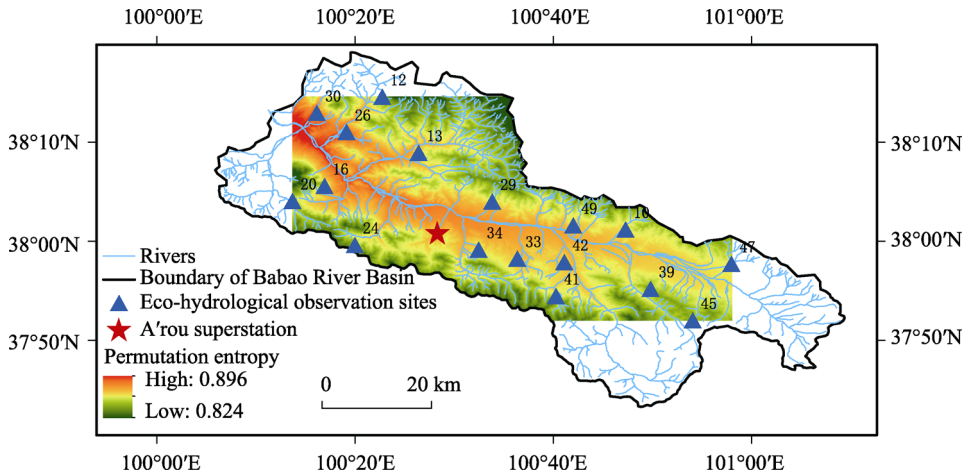 100°00′E 100°20′E 100°40′E 101°00′E
12
30
26
38°10′N 38°10′N
13
16
20 29
49 10
24 34
33 42 47
38°00′N 38°00′N
39
41
45
Rivers
Boundary of Babao River Basin
Eco-hydrological observation sites
A′rou superstation
37°50′N 37°50′N
Permutation entropy
High: 0.896
Low: 0.824
0 20 km
100°00′E 100°20′E 100°40′E 101°00′E